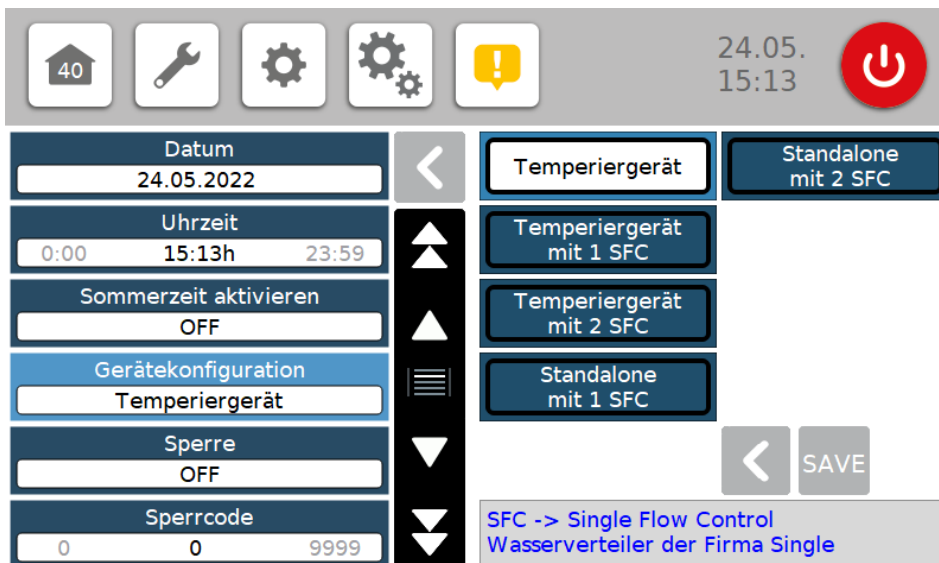 40
24.05.
15:13
Datum
24.05.2022
Uhrzeit
0:00 15:13h 23:59
Sommerzeit aktivieren
OFF
Gerätekonfiguration
Temperiergerät
Sperre
OFF
Sperrcode
0 0 9999
Temperiergerät
Standalone
mit 2 SFC
Temperiergerät
mit 1 SFC
Temperiergerät
mit 2 SFC
Standalone
mit 1 SFC
SAVE
SFC -> Single Flow Control
Wasserverteiler der Firma Single